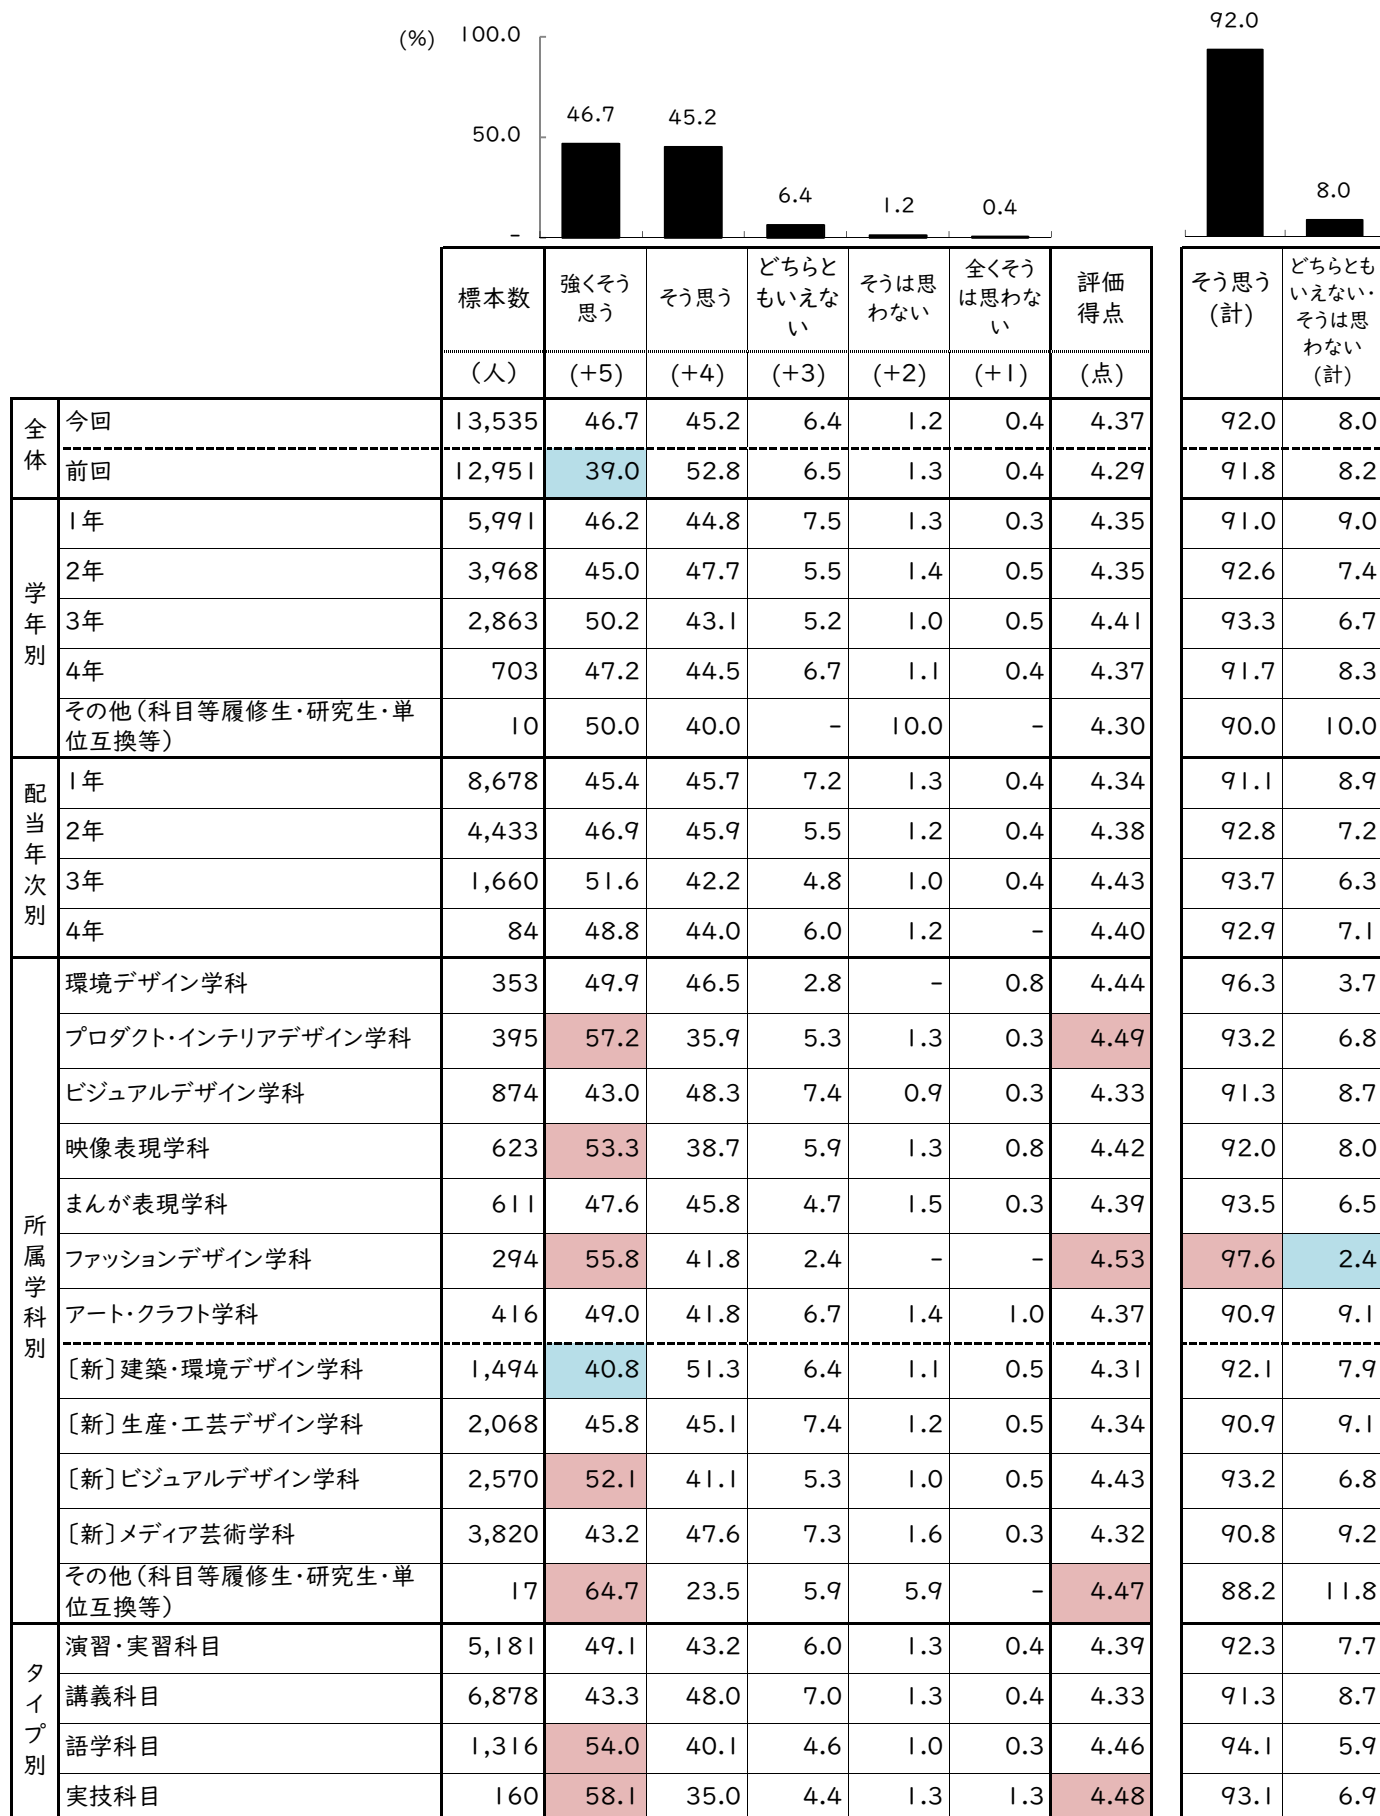 92.0
(%) 100.0
46.7 45.2
50.0
8.0
6.4
1.2 0.4
-
標本数 強くそう思う そう思う どちらともいえない そうは思わない 全くそうは思わない 評価得点 そう思う(計) どちらともいえない・そうは思わない(計)
(人) (+5) (+4) (+3) (+2) (+1) (点)
全体
今回 13,535 46.7 45.2 6.4 1.2 0.4 4.37 92.0 8.0
前回 12,951 39.0 52.8 6.5 1.3 0.4 4.29 91.8 8.2
学年別
1年 5,991 46.2 44.8 7.5 1.3 0.3 4.35 91.0 9.0
2年 3,968 45.0 47.7 5.5 1.4 0.5 4.35 92.6 7.4
3年 2,863 50.2 43.1 5.2 1.0 0.5 4.41 93.3 6.7
4年 703 47.2 44.5 6.7 1.1 0.4 4.37 91.7 8.3
その他(科目等履修生・研究生・単位互換等) 10 50.0 40.0 - 10.0 - 4.30 90.0 10.0
配当年次別
1年 8,678 45.4 45.7 7.2 1.3 0.4 4.34 91.1 8.9
2年 4,433 46.9 45.9 5.5 1.2 0.4 4.38 92.8 7.2
3年 1,660 51.6 42.2 4.8 1.0 0.4 4.43 93.7 6.3
4年 84 48.8 44.0 6.0 1.2 - 4.40 92.9 7.1
所属学科別
環境デザイン学科 353 49.9 46.5 2.8 - 0.8 4.44 96.3 3.7
プロダクト・インテリアデザイン学科 395 57.2 35.9 5.3 1.3 0.3 4.49 93.2 6.8
ビジュアルデザイン学科 874 43.0 48.3 7.4 0.9 0.3 4.33 91.3 8.7
映像表現学科 623 53.3 38.7 5.9 1.3 0.8 4.42 92.0 8.0
まんが表現学科 611 47.6 45.8 4.7 1.5 0.3 4.39 93.5 6.5
ファッションデザイン学科 294 55.8 41.8 2.4 - - 4.53 97.6 2.4
アート・クラフト学科 416 49.0 41.8 6.7 1.4 1.0 4.37 90.9 9.1
〔新〕建築・環境デザイン学科 1,494 40.8 51.3 6.4 1.1 0.5 4.31 92.1 7.9
〔新〕生産・工芸デザイン学科 2,068 45.8 45.1 7.4 1.2 0.5 4.34 90.9 9.1
〔新〕ビジュアルデザイン学科 2,570 52.1 41.1 5.3 1.0 0.5 4.43 93.2 6.8
〔新〕メディア芸術学科 3,820 43.2 47.6 7.3 1.6 0.3 4.32 90.8 9.2
その他(科目等履修生・研究生・単位互換等) 17 64.7 23.5 5.9 5.9 - 4.47 88.2 11.8
タイプ別
演習・実習科目 5,181 49.1 43.2 6.0 1.3 0.4 4.39 92.3 7.7
講義科目 6,878 43.3 48.0 7.0 1.3 0.4 4.33 91.3 8.7
語学科目 1,316 54.0 40.1 4.6 1.0 0.3 4.46 94.1 5.9
実技科目 160 58.1 35.0 4.4 1.3 1.3 4.48 93.1 6.9